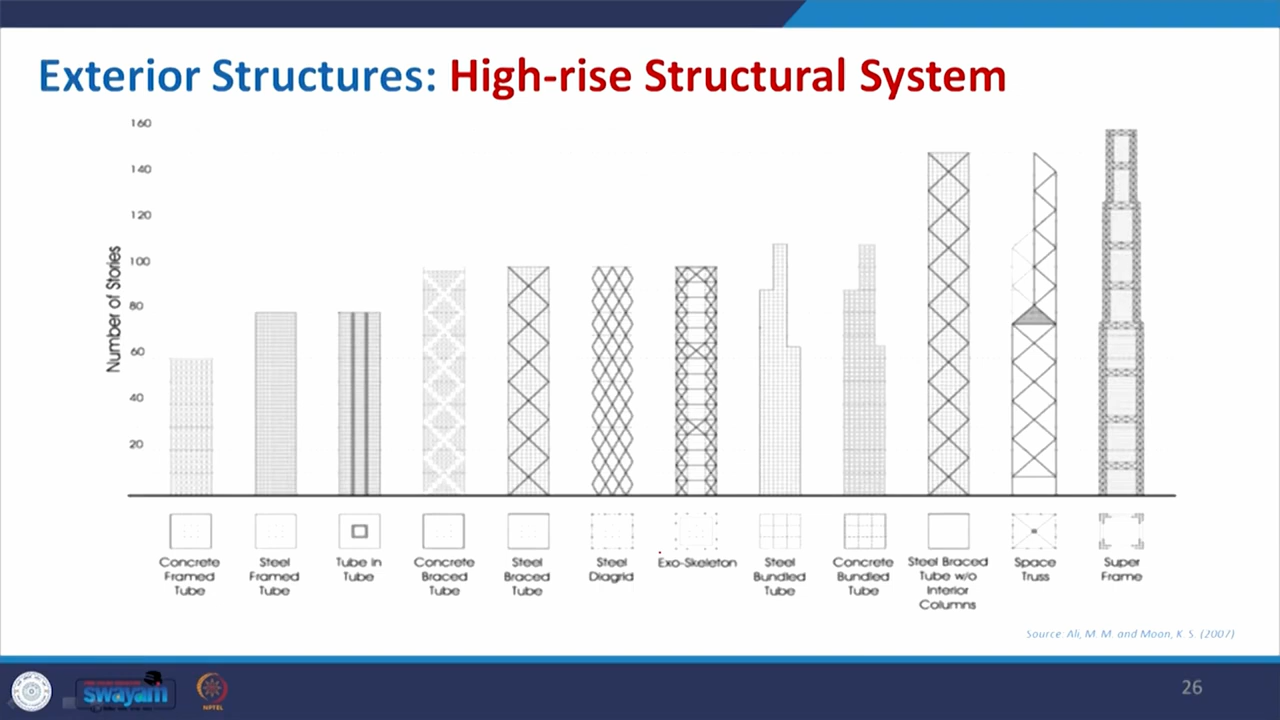 Exterior Structures: High-rise Structural System
160
140
120
100
80
60
40
20
Number of Stories
Concrete Framed Tube
Steel Framed Tube
Tube in Tube
Concrete Braced Tube
Steel Braced Tube
Steel Diagrid
Exo-Skeleton
Steel Bundled Tube
Concrete Bundled Tube
Steel Braced Tube w/o Interior Columns
Space Truss
Super Frame
Source: Ali, M. M. and Moan, K. S. (2007)
swayam
NPTEL
26